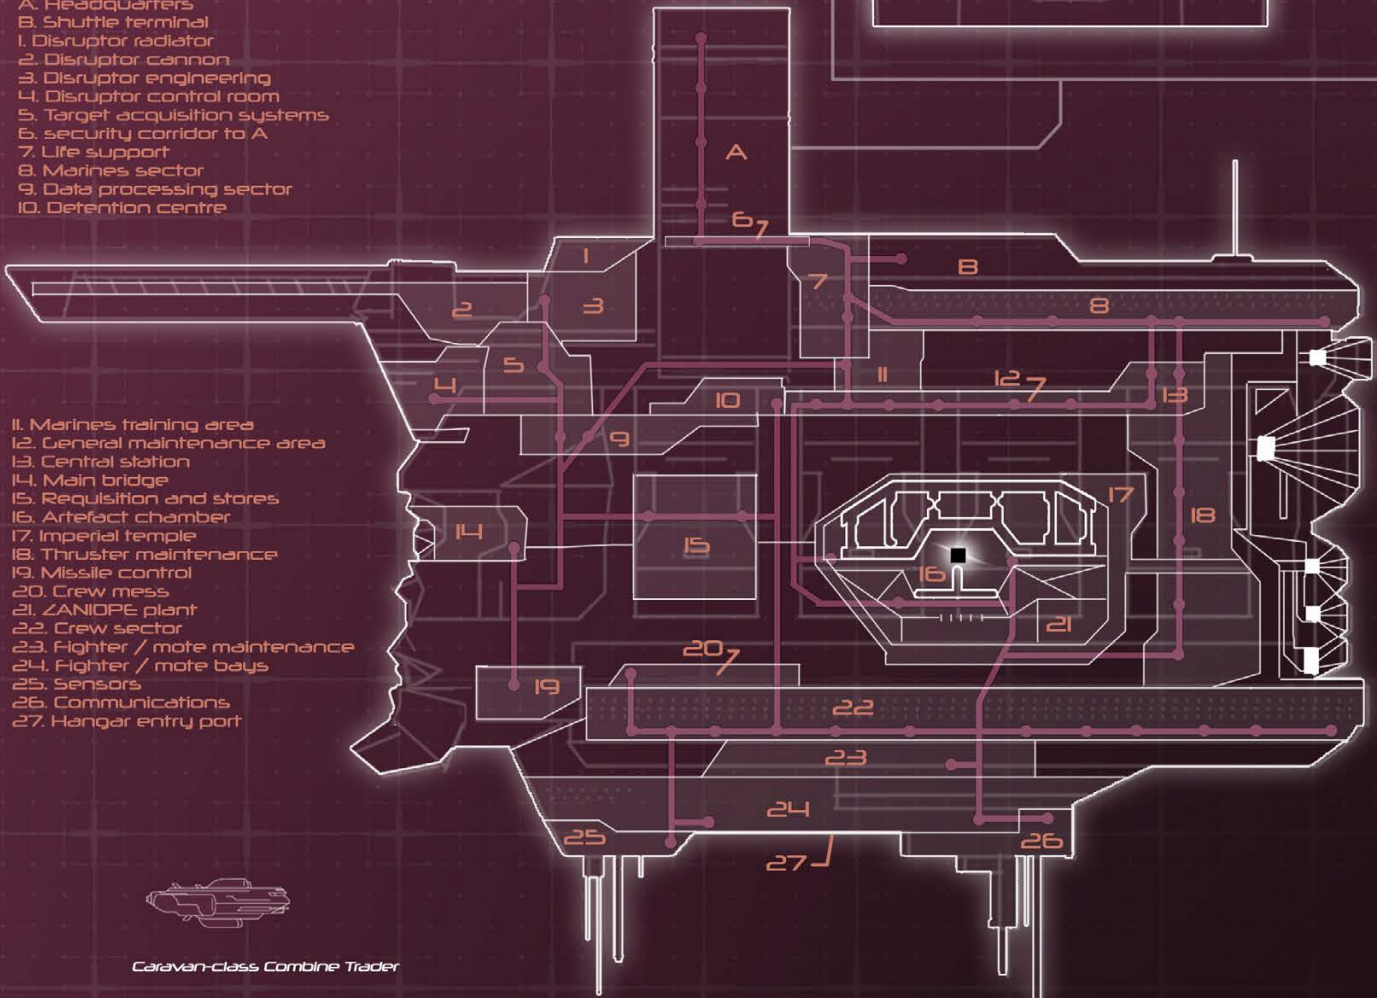 A. Headquarters
B. Shuttle terminal
1. Disruptor radiator
2. Disruptor cannon
3. Disruptor engineering
4. Disruptor control room
5. Target acquisition systems
6. security corridor to A
7. Life support
8. Marines sector
9. Data processing sector
10. Detention centre
11. Marines training area
12. General maintenance area
13. Central station
14. Main bridge
15. Requisition and stores
16. Artefact chamber
17. Imperial temple
18. Thruster maintenance
19. Missile control
20. Crew mess
21. ZANIOPE plant
22. Crew sector
23. Fighter / mote maintenance
24. Fighter / mote bays
25. Sensors
26. Communications
27. Hangar entry port
A
6
1
7
B
2
3
8
5
4
11
12
13
10
9
17
14
15
18
16
21
20
19
22
23
24
25
26
27
Caravan-class Combine Trader